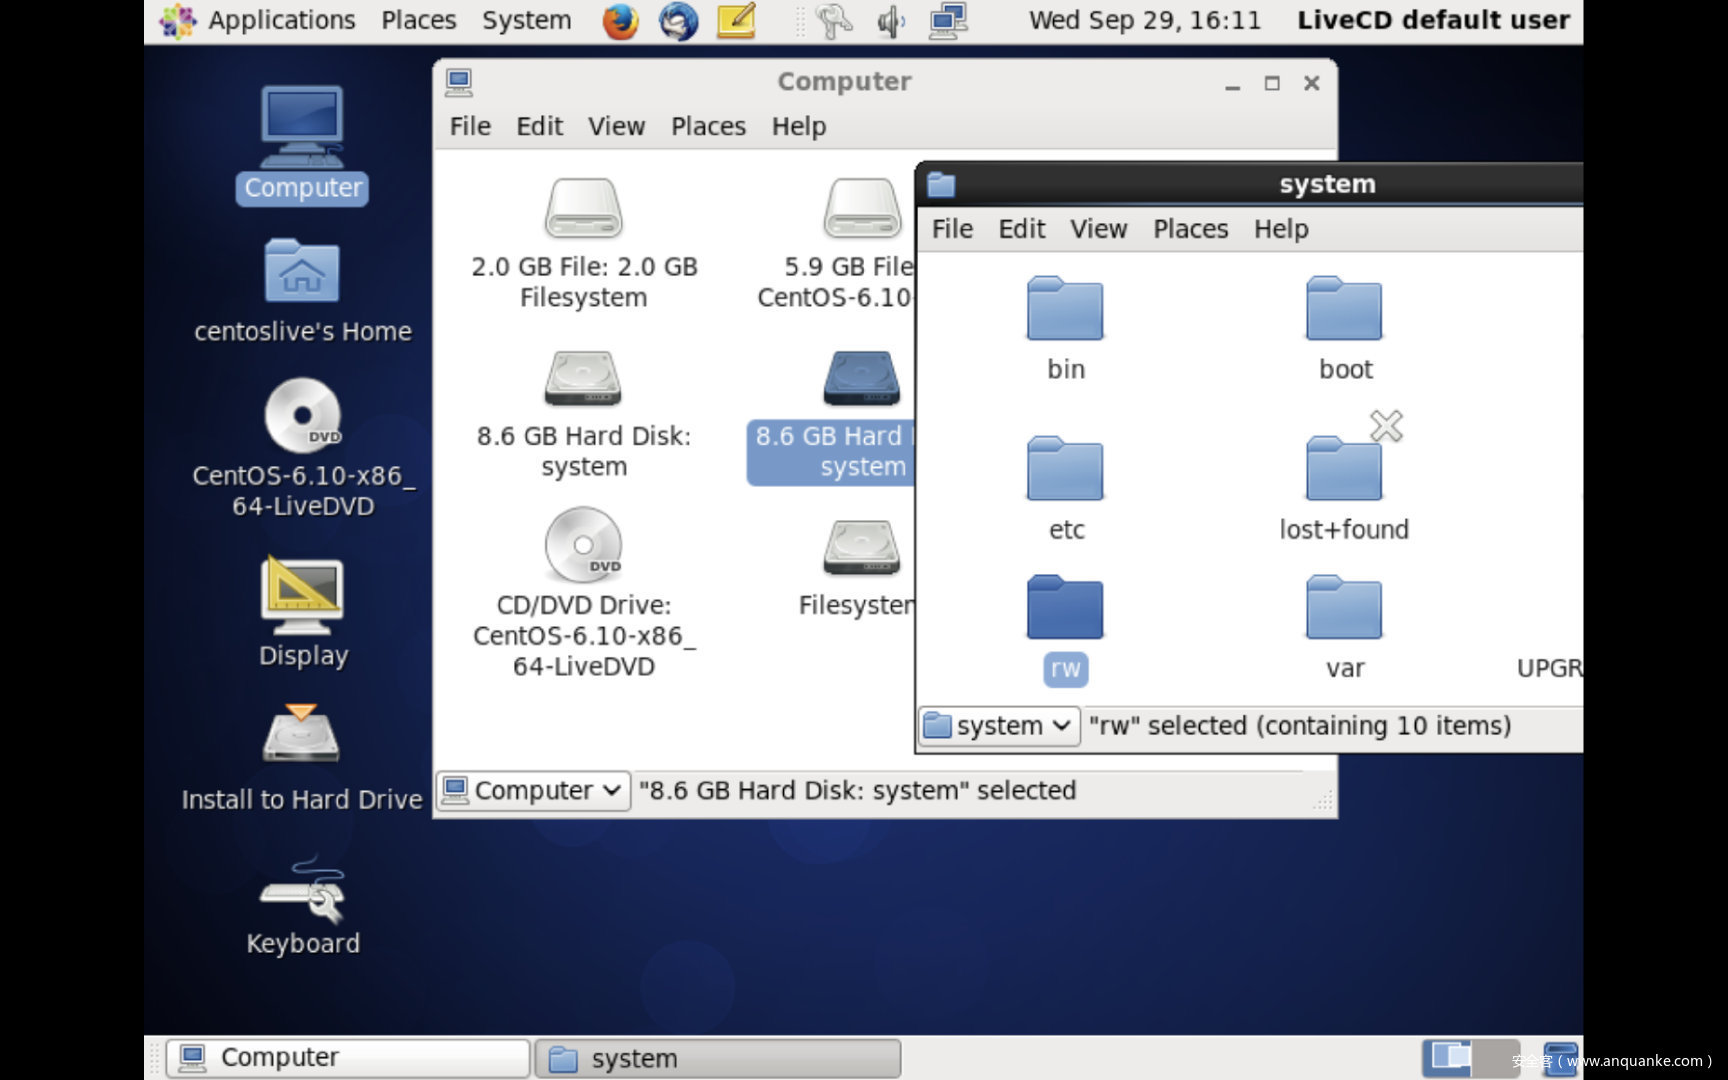 Applications Places System
Wed Sep 29, 16:11 LiveCD default user
Computer
centoslive's Home
CentOS-6.10-x86_
64-LiveDVD
Display
Install to Hard Drive
Keyboard
Computer
File Edit View Places Help
2.0 GB File: 2.0 GB
Filesystem
5.9 GB File
CentOS-6.10-
8.6 GB Hard Disk:
system
8.6 GB Hard
system
DVD
CD/DVD Drive:
CentOS-6.10-x86_
64-LiveDVD
Filesystem
Computer "8.6 GB Hard Disk: system" selected
system
File Edit View Places Help
bin
boot
etc
lost+found
rw
var
UPGR
system "rw" selected (containing 10 items)
DVD
Computer
system
安全客 ( www.anquanke.com )